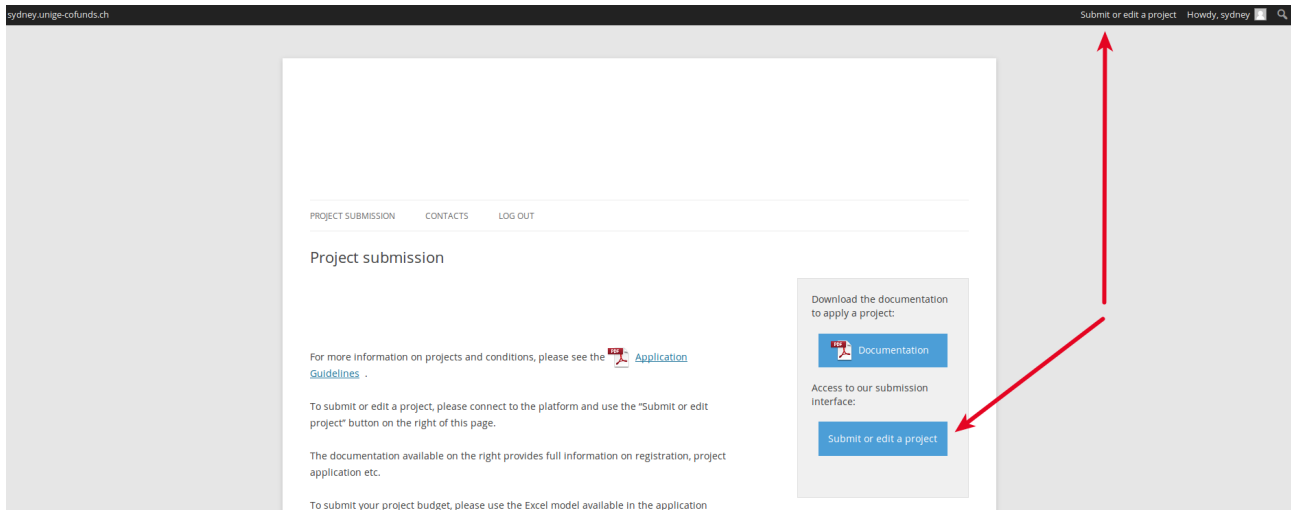 sydney.unige-cofunds.ch
Submit or edit a project Howdy, sydney
PROJECT SUBMISSION CONTACTS LOG OUT
Project submission
For more information on projects and conditions, please see the PDF Application
Guidelines .
To submit or edit a project, please connect to the platform and use the “Submit or edit
project” button on the right of this page.
The documentation available on the right provides full information on registration, project
application etc.
To submit your project budget, please use the Excel model available in the application
Download the documentation
to apply a project:
PDF Documentation
Access to our submission
interface:
Submit or edit a project